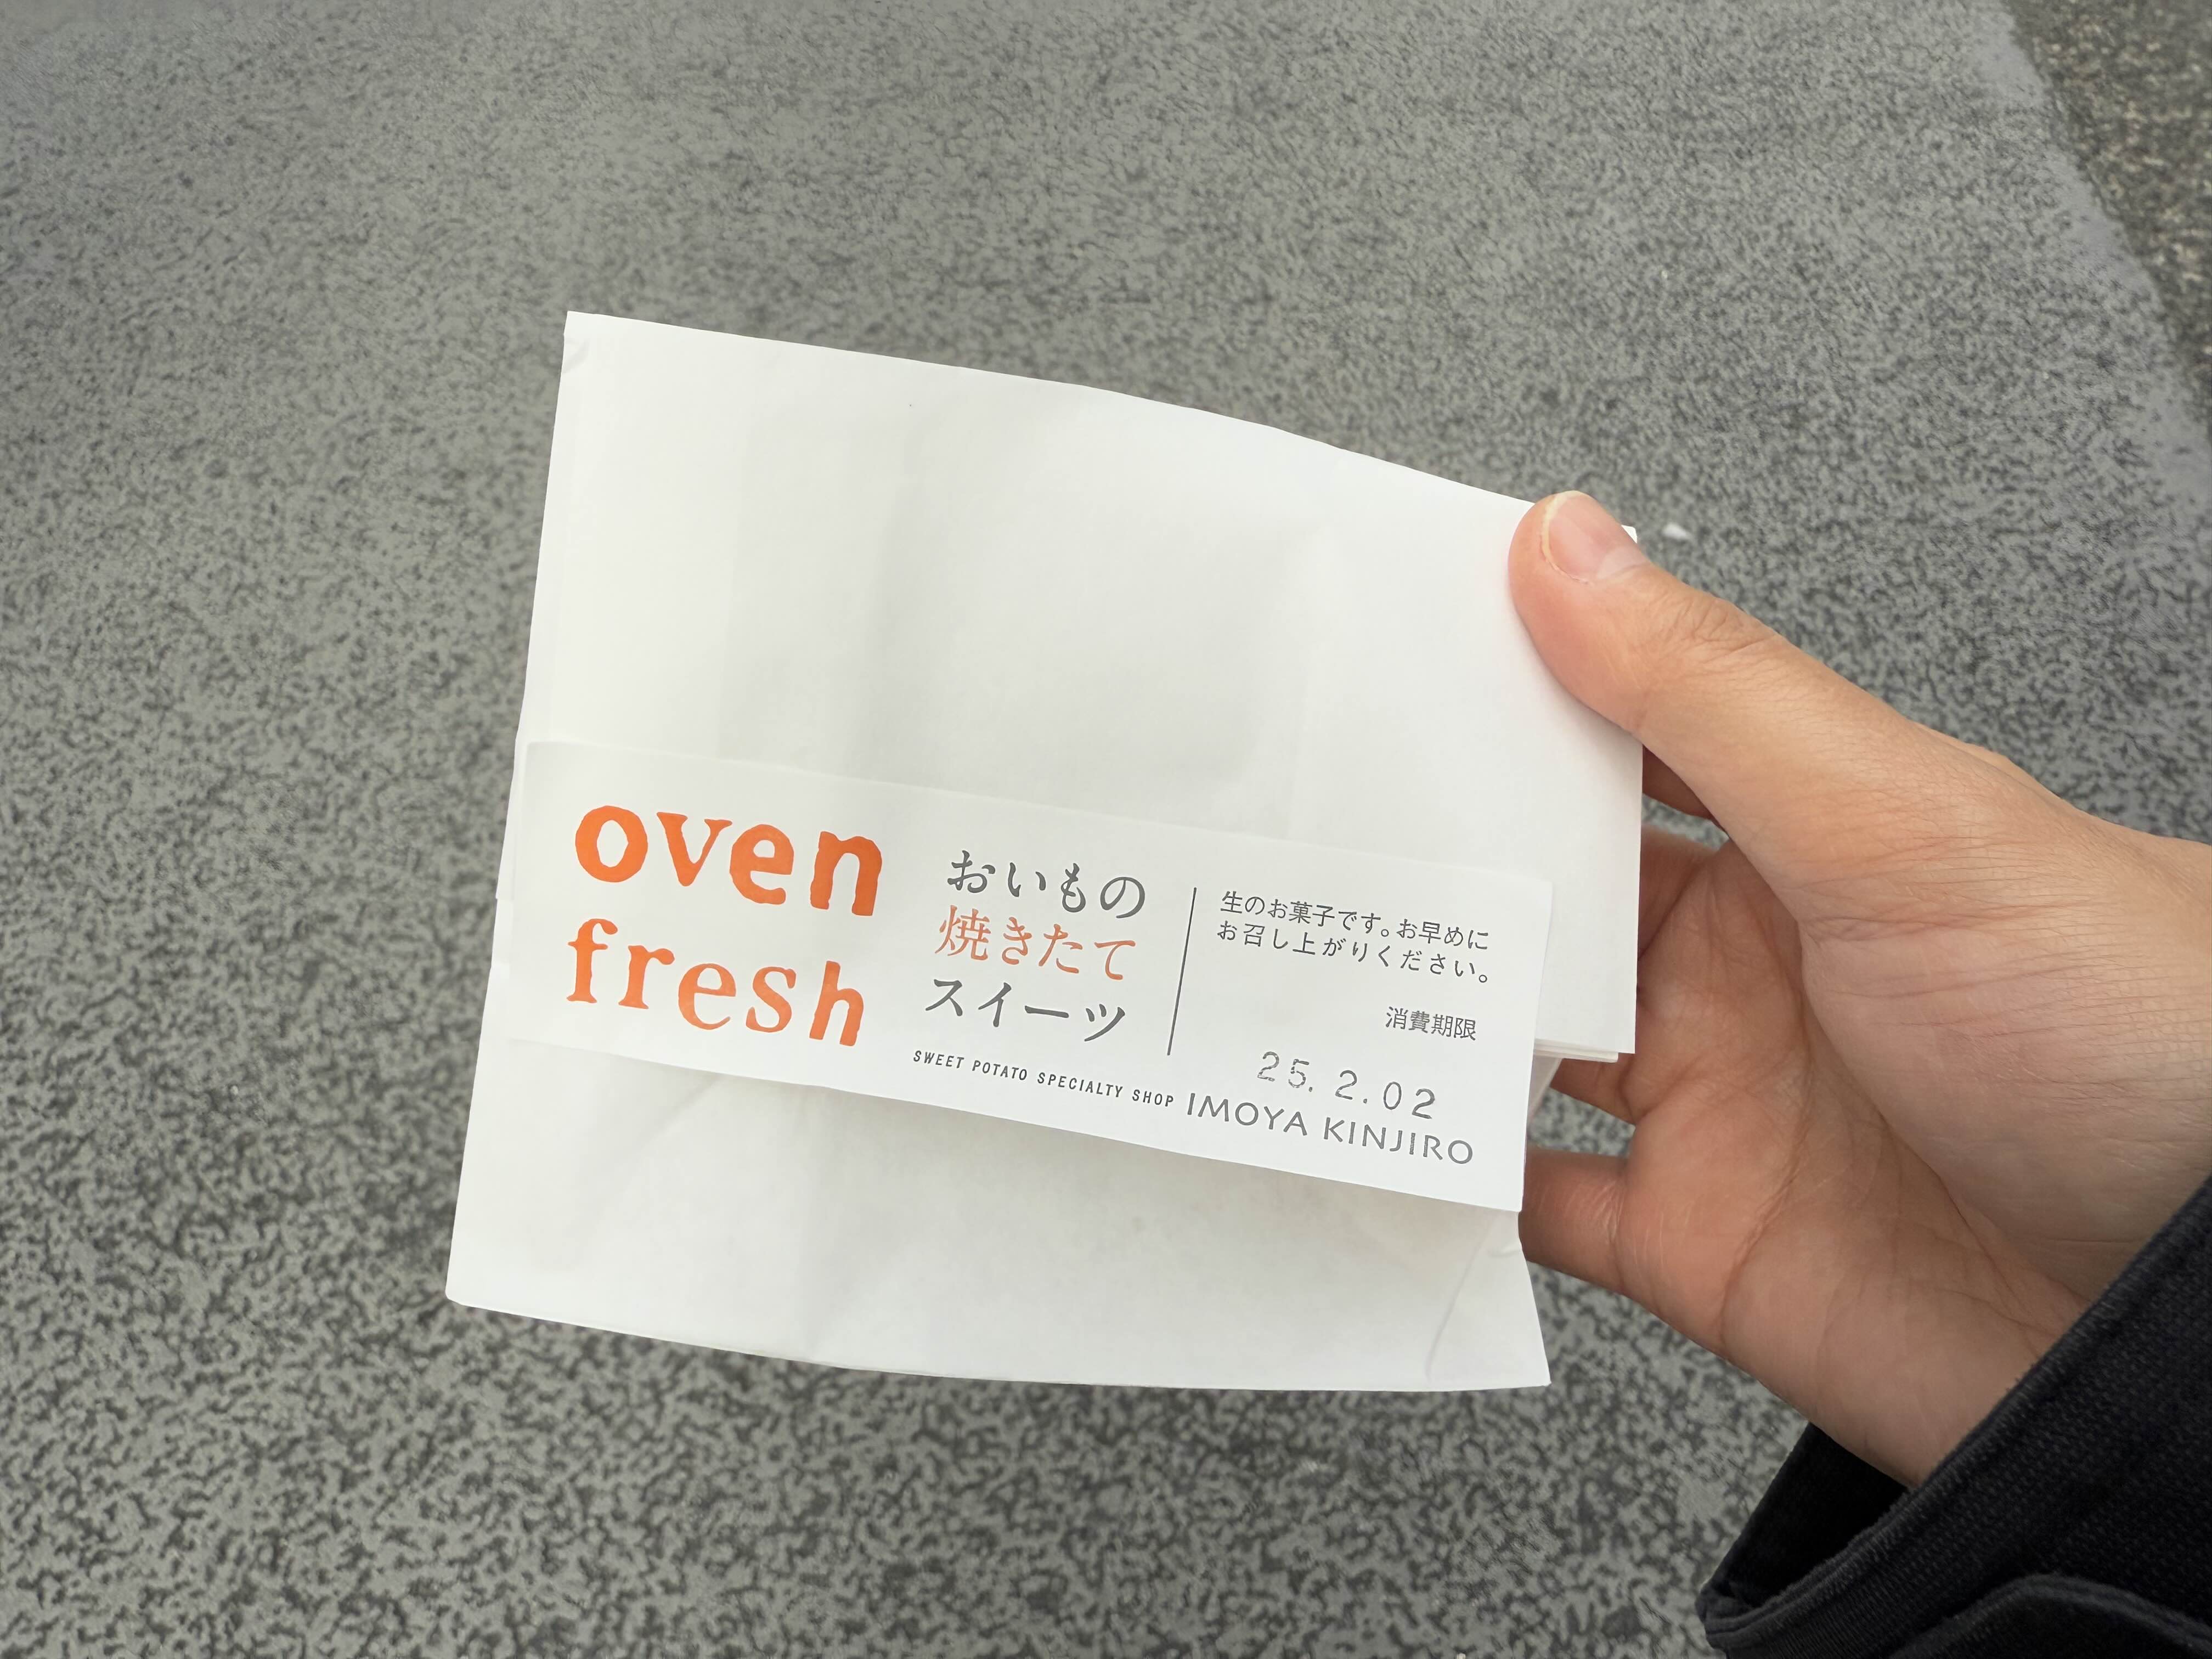 oven
fresh
おいもの
焼きたて
スイーツ
生のお菓子です。お早めに
お召し上がりください。
消費期限
25. 2.02
SWEET POTATO SPECIALTY SHOP IMOYA KINJIRO